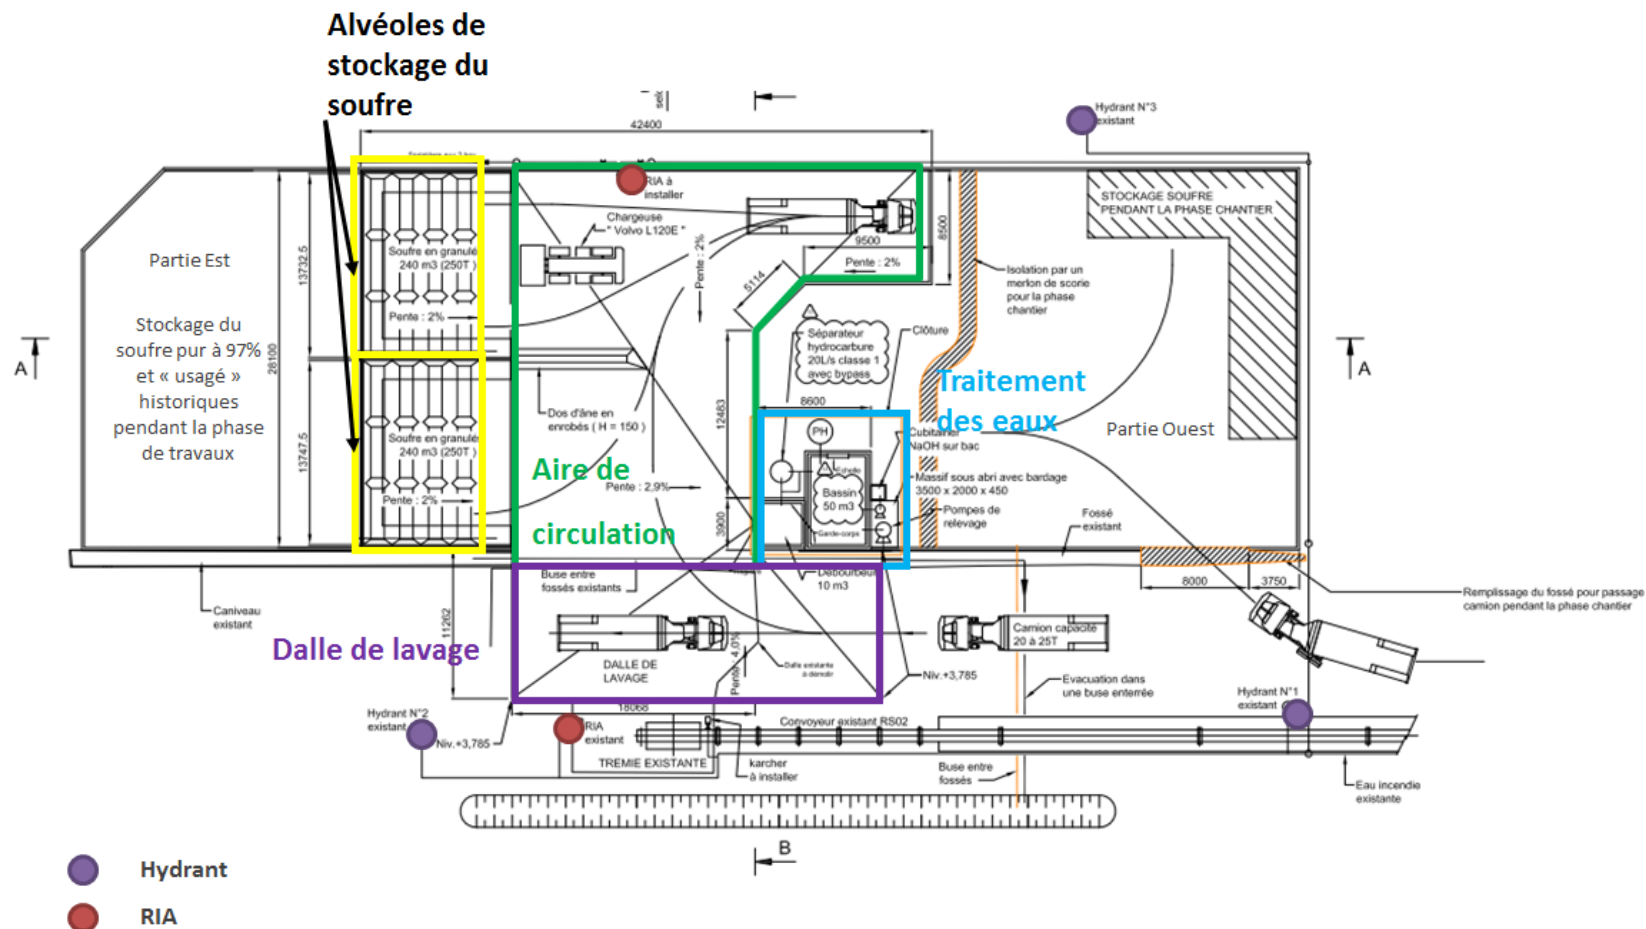 Alvéoles de
stockage du
soufre
42400
Hydrant N°3
existant
RIA à
installer
Chargeuse
" Volvo L120E "
9500
8500
Pente : 2%
5114
Pente : 2%
STOCKAGE SOUFRE
PENDANT LA PHASE CHANTIER
Isolation par un
merlon de scorie
pour la phase
chantier
Partie Est
Stockage du
soufre pur à 97%
et « usagé »
historiques
pendant la phase
de travaux
28100
13732.5
13747.5
Soufre en granulé
240 m3 (250T )
Pente : 2%
Soufre en granulé
240 m3 (250T)
Pente : 2%
Séparateur
hydrocarbure
20L/s classe 1
avec bypass
Clôture
A
A
Traitement
des eaux
8600
12483
3900
PH
Cubitainer
NaOH sur bac
Partie Ouest
Dos d'âne en
enrobés ( H = 150 )
Aire de
circulation
Pente : 2,9%
Echelle
Bassin
50 m3
Garde-corps
Massif sous abri avec bardage
3500 x 2000 x 450
Pompes de
relevage
Fossé
existant
Buse entre
fossés existants
Débourbeur
10 m3
8000
3750
Remplissage du fossé pour passage
camion pendant la phase chantier
Caniveau
existant
11262
Dalle de lavage
DALLE DE
LAVAGE
Pente : 4,0%
Dalle existante
à démolir
Camion capacité
20 à 25T
Niv.+3,785
Evacuation dans
une buse enterrée
Hydrant N°1
existant
18068
Hydrant N°2
existant
Niv.+3,785
RIA
existant
TREMIE EXISTANTE
Convoyeur existant RS02
karcher
à installer
Buse entre
fossés
Eau incendie
existante
B
Hydrant
RIA